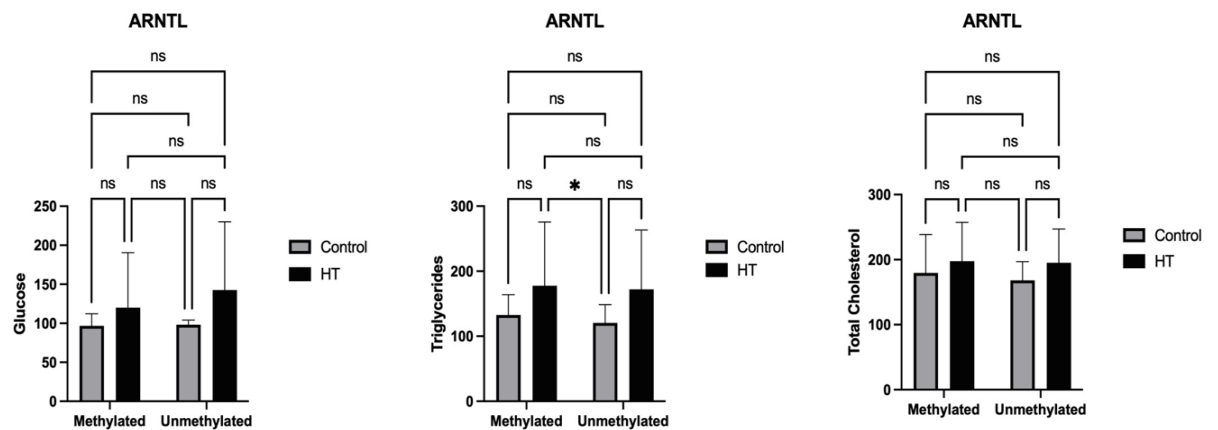 ARNTL
ns
ns
ns
ns
ns
ns
Glucose
250
200
150
100
50
0
Methylated
Unmethylated
Control
HT
ARNTL
ns
ns
ns
ns
*
ns
Triglycerides
300
200
100
0
Methylated
Unmethylated
Control
HT
ARNTL
ns
ns
ns
ns
ns
ns
Total Cholesterol
300
200
100
0
Methylated
Unmethylated
Control
HT